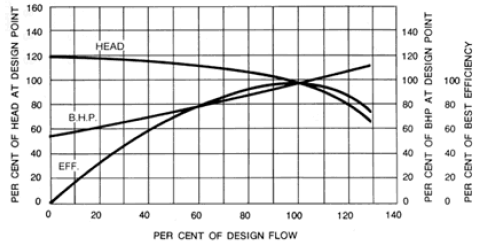 PER CENT OF HEAD AT DESIGN POINT
160
140
120
100
80
60
40
20
0
HEAD
B.H.P.
EFF.
0 20 40 60 80 100 120 140
PER CENT OF DESIGN FLOW
140
120
100
80
60
40
20
0
PER CENT OF BHP AT DESIGN POINT
100
80
60
40
20
0
PER CENT OF BEST EFFICIENCY